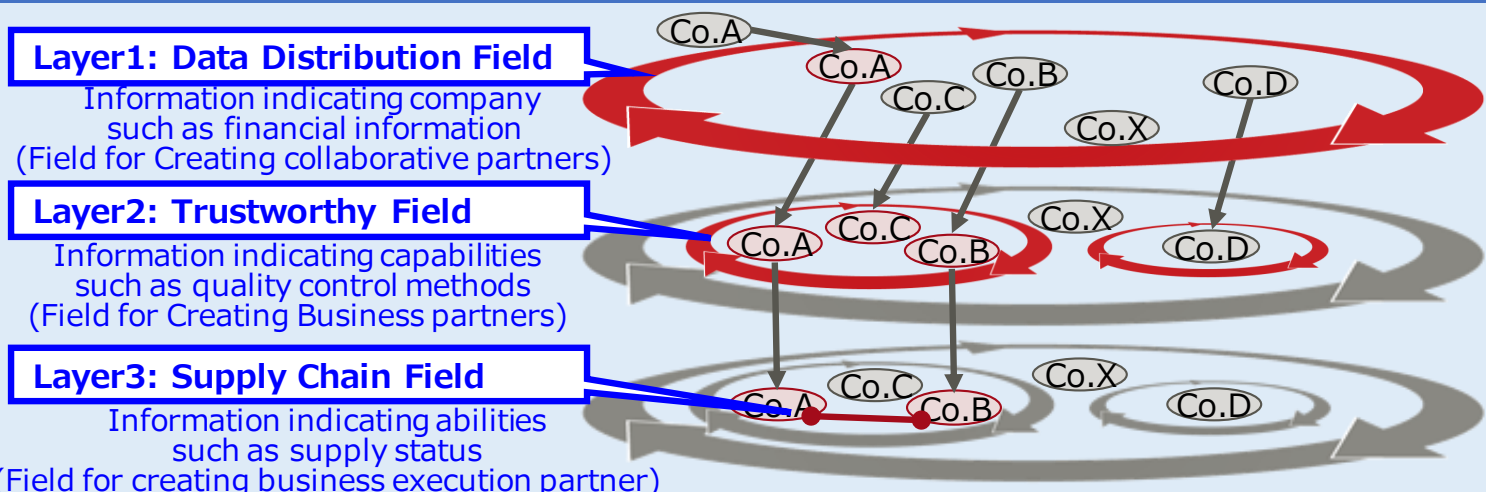 Layer1: Data Distribution Field
Information indicating company
such as financial information
(Field for Creating collaborative partners)
Layer2: Trustworthy Field
Information indicating capabilities
such as quality control methods
(Field for Creating Business partners)
Layer3: Supply Chain Field
Information indicating abilities
such as supply status
(Field for creating business execution partner)
Co.A
Co.A
Co.B
Co.C
Co.D
Co.X
Co.A
Co.C
Co.B
Co.X
Co.D
Co.A
Co.C
Co.B
Co.X
Co.D